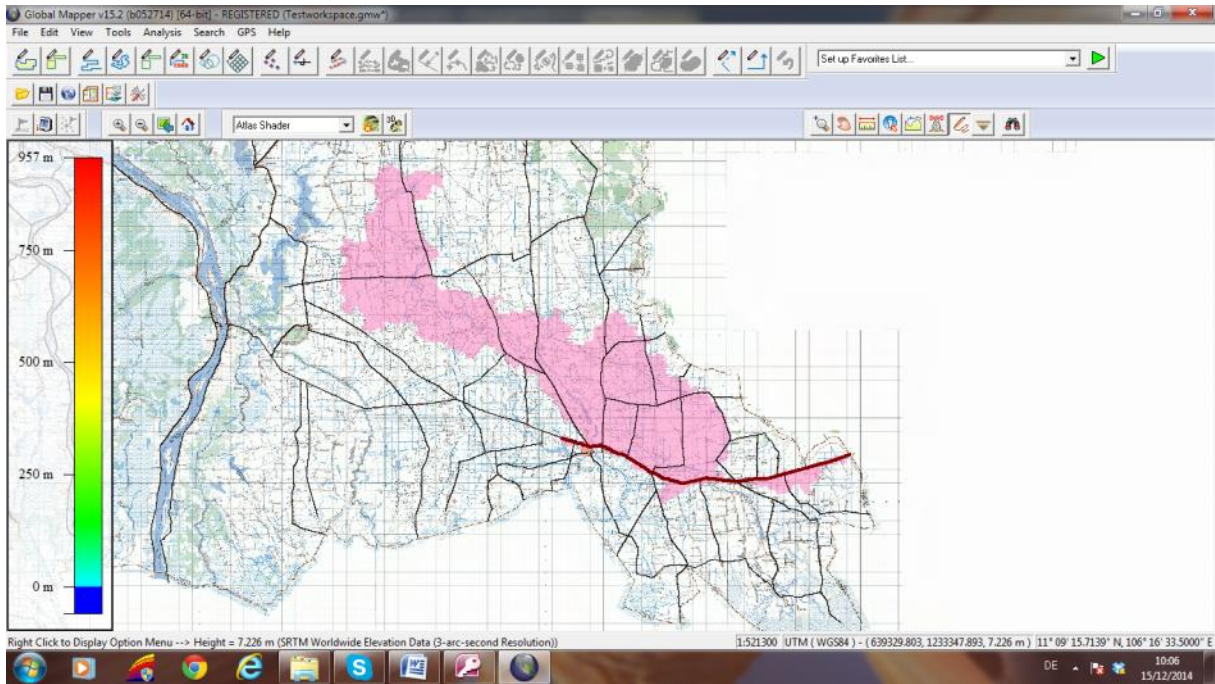 Global Mapper v15.2 (b052714) [64-bit] - REGISTERED (Testworkspace.gmw*)
File Edit View Tools Analysis Search GPS Help
Set up Favorites List...
Atlas Shader
957 m
750 m
500 m
250 m
0 m
Right Click to Display Option Menu --> Height = 7.226 m (SRTM Worldwide Elevation Data (3-arc-second Resolution))
1:521300 UTM ( WGS84 ) - ( 639329.803, 1233347.893, 7.226 m ) 11° 09' 15.7139" N, 106° 16' 33.5000" E
DE
10:06
15/12/2014